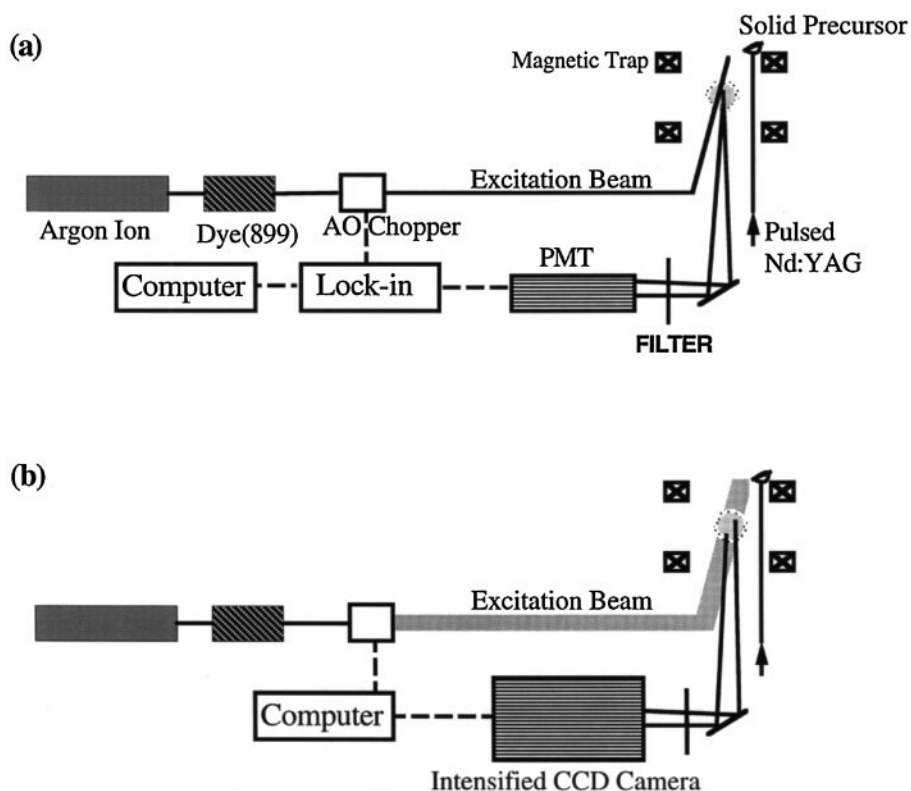 (a)
Solid Precursor
Magnetic Trap
Excitation Beam
Argon Ion
Dye(899)
AO Chopper
Pulsed
Nd:YAG
PMT
Computer
Lock-in
FILTER
(b)
Excitation Beam
Computer
Intensified CCD Camera